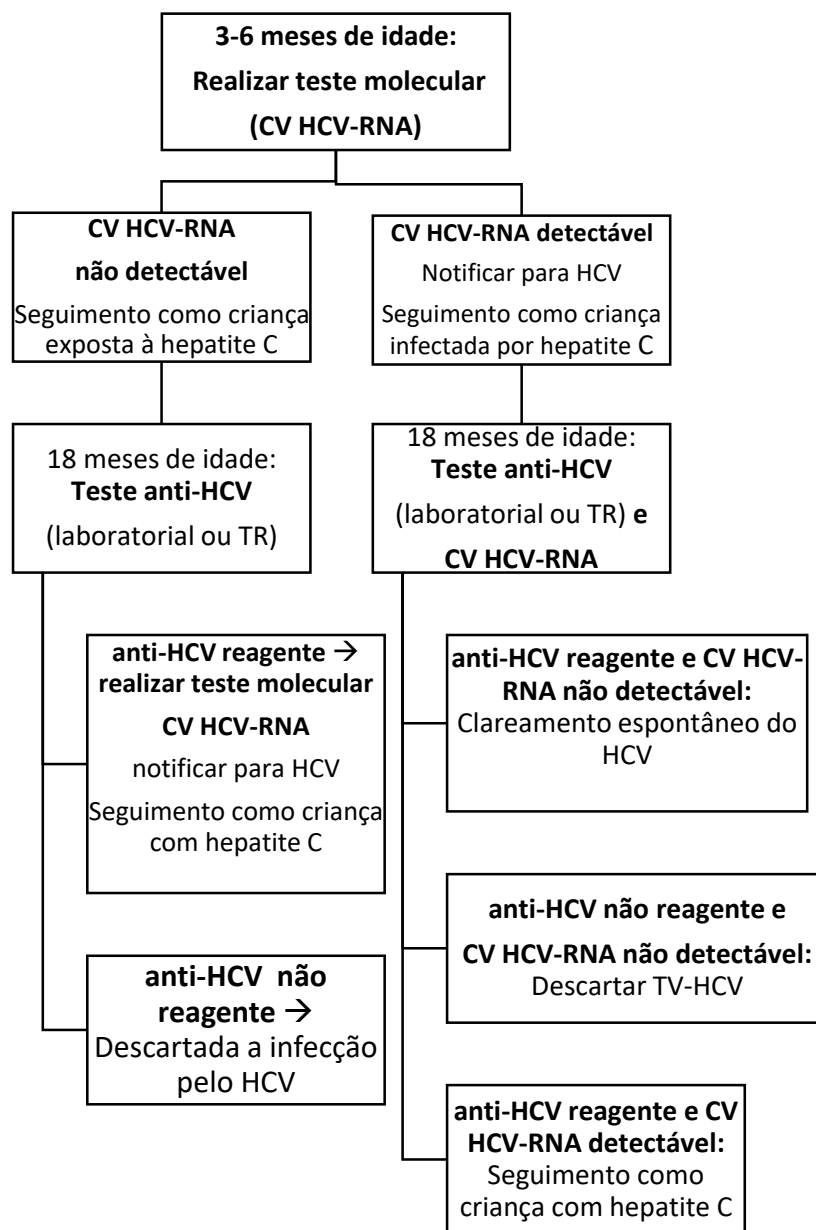 3-6 meses de idade:
Realizar teste molecular
(CV HCV-RNA)
CV HCV-RNA
não detectável
Seguimento como criança
exposta à hepatite C
CV HCV-RNA detectável
Notificar para HCV
Seguimento como criança
infectada por hepatite C
18 meses de idade:
Teste anti-HCV
(laboratorial ou TR)
18 meses de idade:
Teste anti-HCV
(laboratorial ou TR) e
CV HCV-RNA
anti-HCV reagente →
realizar teste molecular
CV HCV-RNA
notificar para HCV
Seguimento como criança
com hepatite C
anti-HCV não
reagente →
Descartada a infecção
pelo HCV
anti-HCV reagente e CV HCV-
RNA não detectável:
Clareamento espontâneo do
HCV
anti-HCV não reagente e
CV HCV-RNA não detectável:
Descartar TV-HCV
anti-HCV reagente e CV
HCV-RNA detectável:
Seguimento como
criança com hepatite C